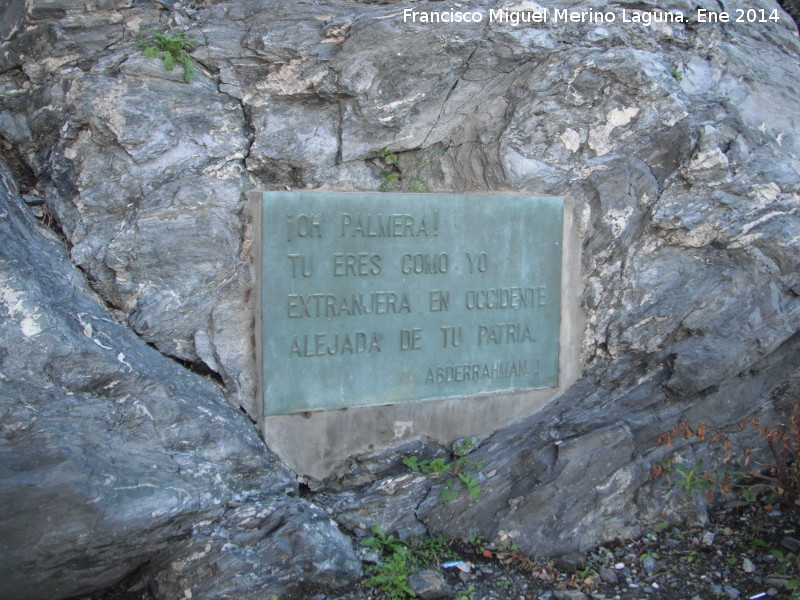 Francisco Miguel Merino Laguna. Ene 2014
¡OH PALMERA!
TU ERES COMO YO
EXTRANJERA EN OCCIDENTE
ALEJADA DE TU PATRIA.
ABDERRAHMAN I